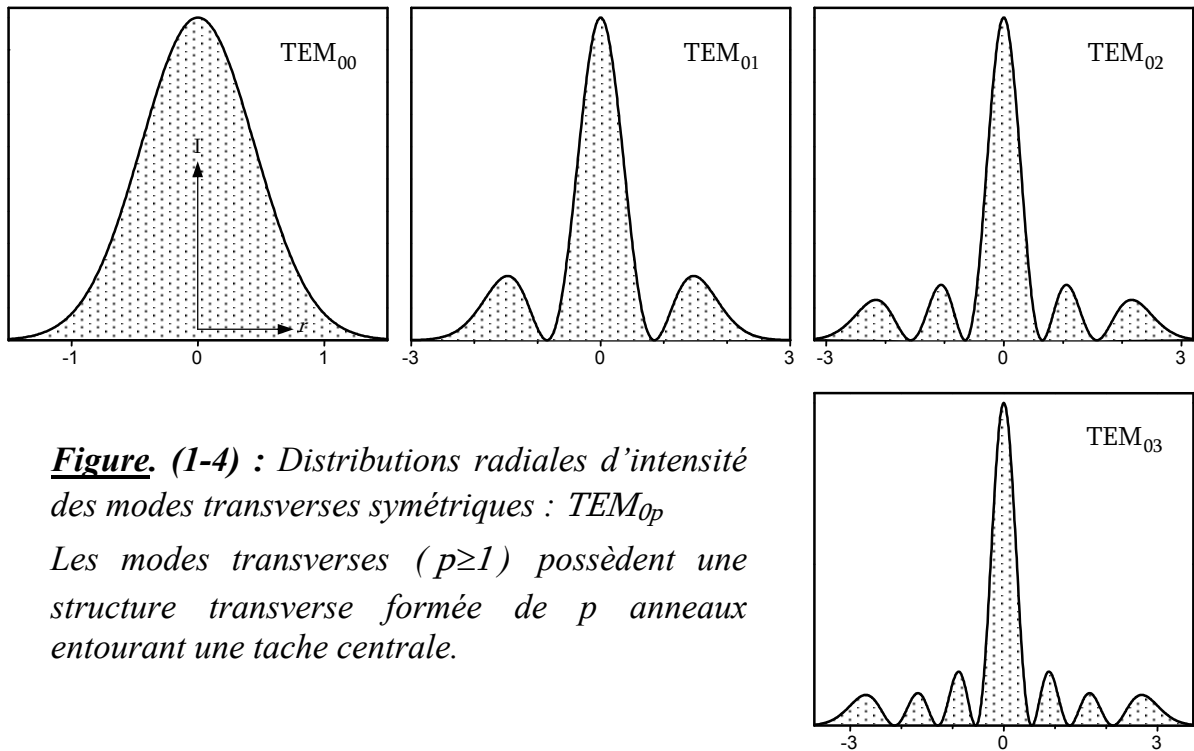 TEM₀₀
I
r
-1 0 1
TEM₀₁
-3 0 3
TEM₀₂
-3 0 3
Figure. (1-4) : Distributions radiales d'intensité
des modes transverses symétriques : TEM₀ₚ
Les modes transverses ( p≥1) possèdent une
structure transverse formée de p anneaux
entourant une tache centrale.
TEM₀₃
-3 0 3